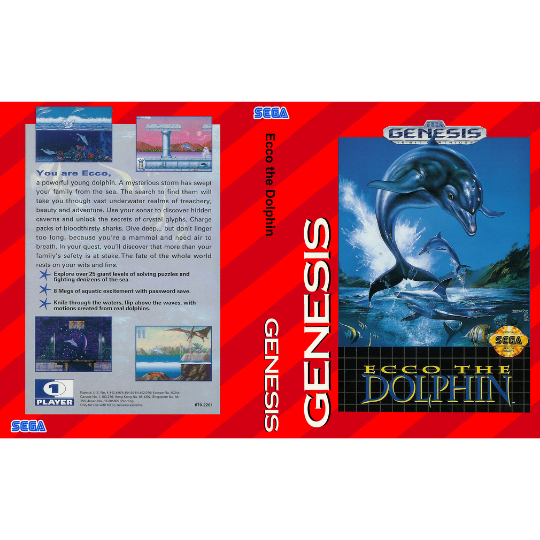 You are Ecco,
a powerful young dolphin. A mysterious storm has swept
your family from the sea. The search to find them will
take you through vast underwater realms of treachery,
beauty and adventure. Use your sonar to discover hidden
caverns and unlock the secrets of crystal glyphs. Charge
packs of bloodthirsty sharks. Dive deep... but don't linger
too long, because you're a mammal and need air to
breath. In your quest, you'll discover that more than your
family's safety is at stake. The fate of the whole world
rests on your wits and fins.
Explore over 25 giant levels of solving puzzles and
fighting denizens of the sea.
8 Megs of aquatic excitement with password save.
Knife through the waters, flip above the waves, with
motions created from real dolphins.
1
PLAYER
SEGA
SEGA
Ecco the Dolphin
GENESIS
GENESIS
GENESIS
SEGA
ECCO THE
DOLPHIN